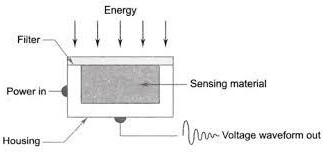 Energy
Filter
Sensing material
Power in
Housing
Voltage waveform out